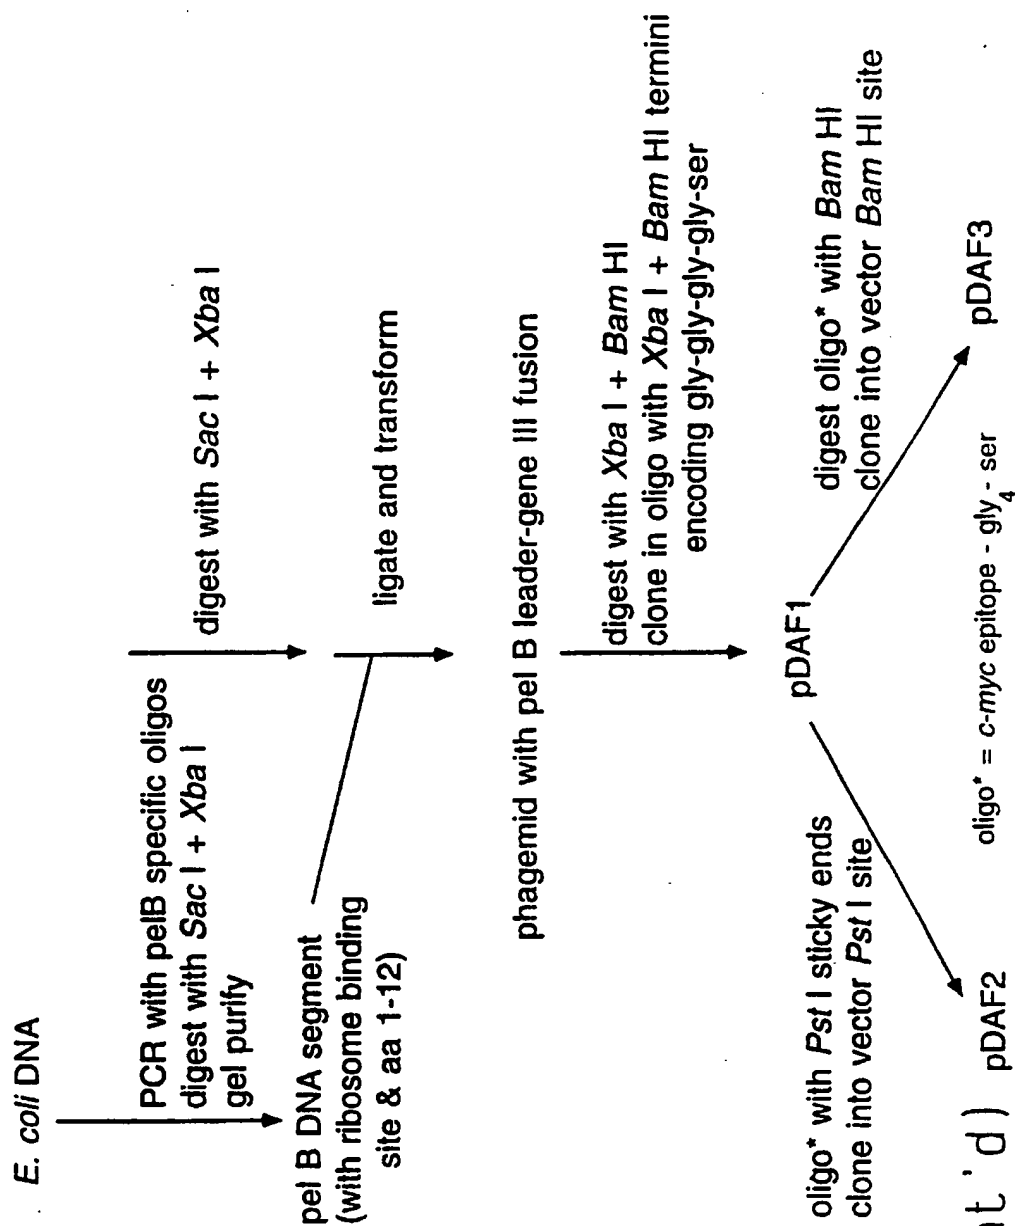 E. coli DNA
PCR with pelB specific oligos
digest with Sac I + Xba I
gel purify
digest with Sac I + Xba I
pel B DNA segment
(with ribosome binding
site & aa 1-12)
ligate and transform
phagemid with pel B leader-gene III fusion
digest with Xba I + Bam HI
clone in oligo with Xba I + Bam HI termini
encoding gly-gly-gly-gly-ser
pDAF1
oligo* with Pst I sticky ends
clone into vector Pst I site
digest oligo* with Bam HI
clone into vector Bam HI site
pDAF2
pDAF3
oligo* = c-myc epitope - gly4 - ser
t'd)